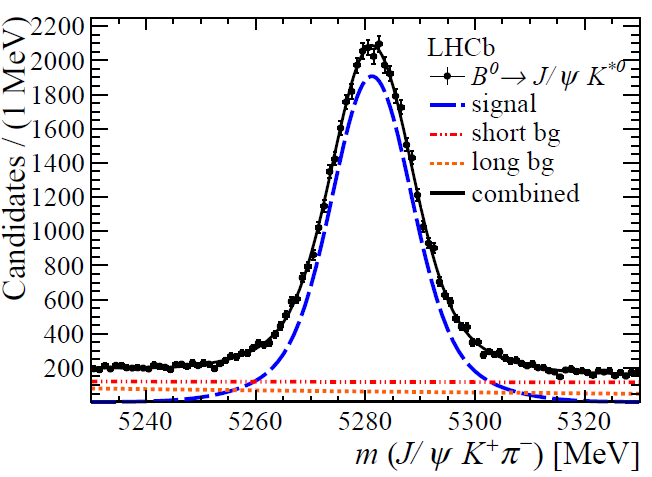 Candidates / (1 MeV)
2200
2000
1800
1600
1400
1200
1000
800
600
400
200
LHCb
B⁰→ J/ψ K*⁰
signal
short bg
long bg
combined
5240 5260 5280 5300 5320
m (J/ψ K⁺π⁻) [MeV]